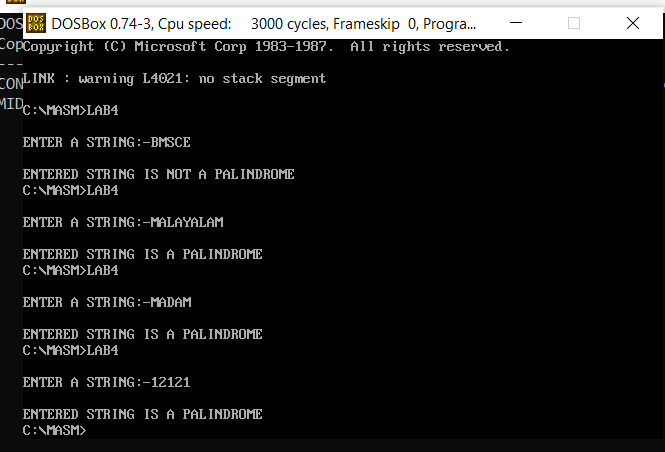 DOSBox 0.74-3, Cpu speed:    3000 cycles, Frameskip  0, Progra...
DOS
Cop
---
CON
MID
Copyright (C) Microsoft Corp 1983-1987.  All rights reserved.
LINK : warning L4021: no stack segment
C:\MASM>LAB4
ENTER A STRING:-BMSCE
ENTERED STRING IS NOT A PALINDROME
C:\MASM>LAB4
ENTER A STRING:-MALAYALAM
ENTERED STRING IS A PALINDROME
C:\MASM>LAB4
ENTER A STRING:-MADAM
ENTERED STRING IS A PALINDROME
C:\MASM>LAB4
ENTER A STRING:-12121
ENTERED STRING IS A PALINDROME
C:\MASM>